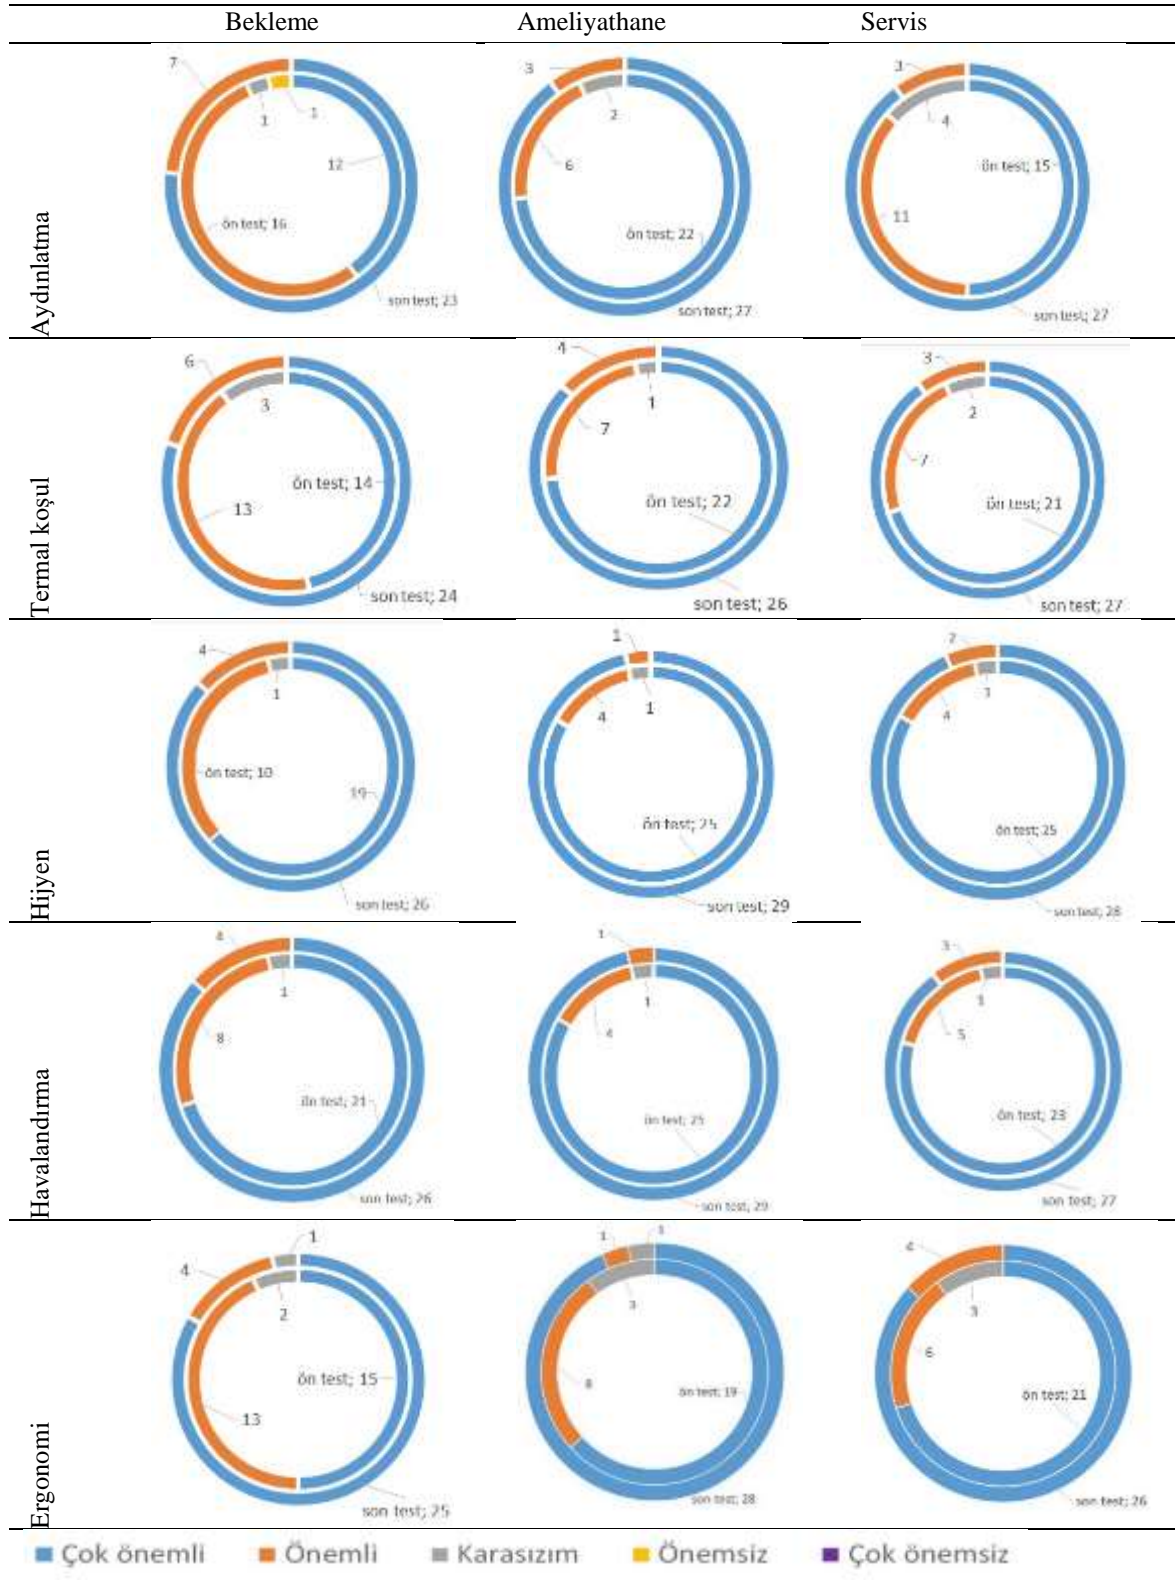 Bekleme Ameliyathane Servis
Aydınlatma
7
1
1
12
ön test; 16
son test; 23
3
2
6
ön test; 22
son test; 27
3
4
ön test; 15
11
son test; 27
Termal koşul
6
3
ön test; 14
13
son test; 24
4
1
7
ön test; 22
son test; 26
3
2
7
ön test; 21
son test; 27
Hijyen
4
1
ön test; 10
19
son test; 26
1
4
1
ön test; 25
son test; 29
2
1
4
ön test; 25
son test; 28
Havalandırma
4
1
8
ön test; 21
son test; 26
1
1
4
ön test; 25
son test; 29
3
1
5
ön test; 23
son test; 27
Ergonomi
1
4
2
ön test; 15
13
son test; 25
1
1
3
8
ön test; 19
son test; 28
4
3
6
ön test; 21
son test; 26
Çok önemli Önemli Karasızım Önemsiz Çok önemsiz